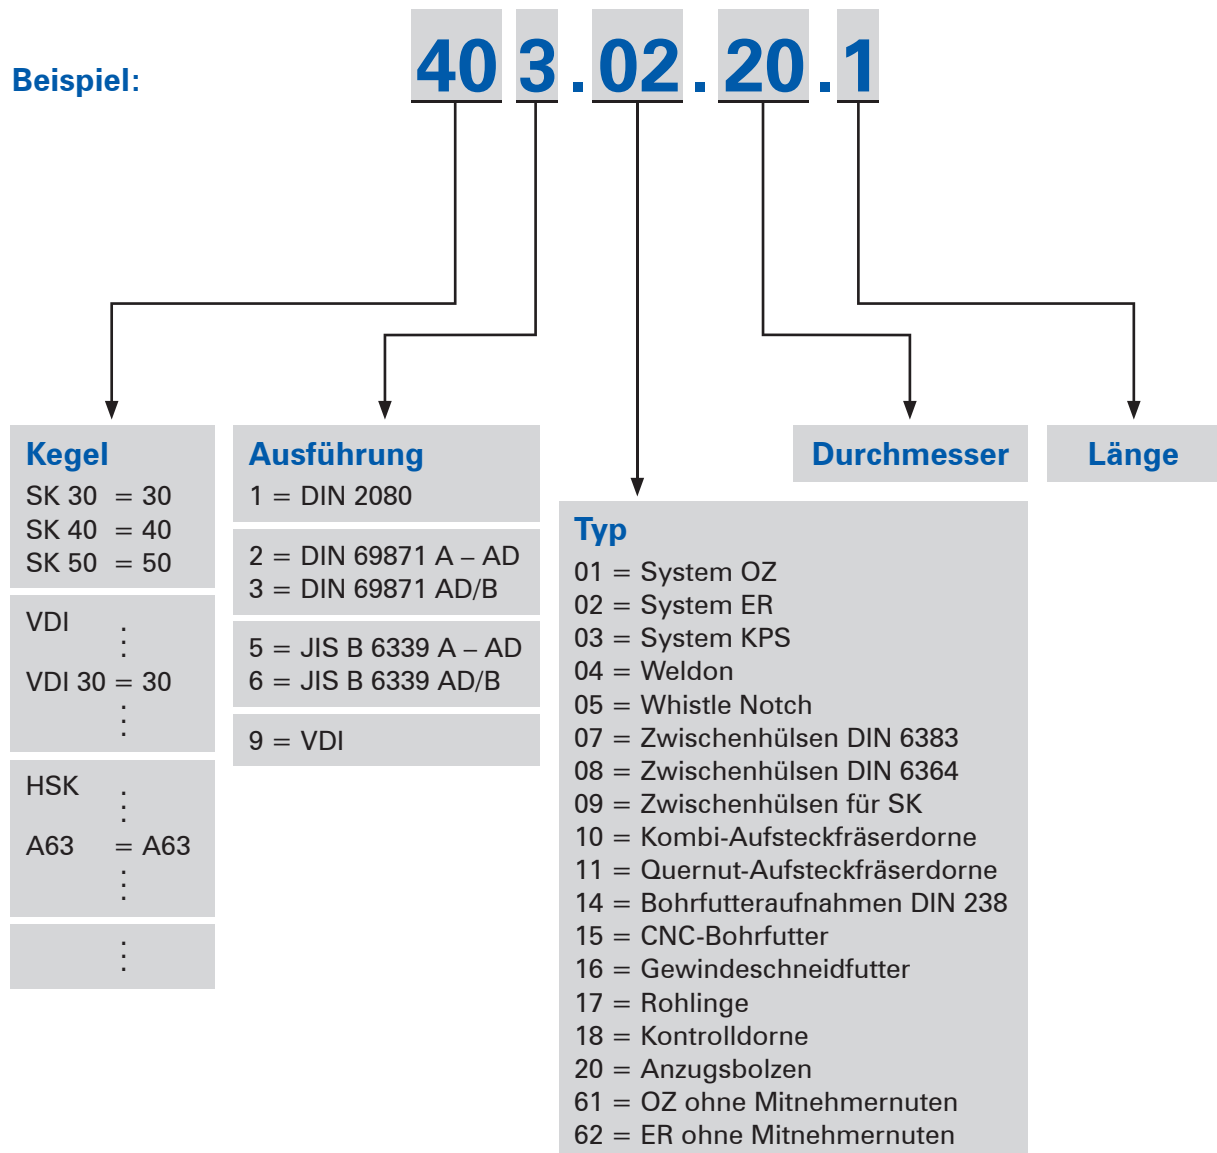 Beispiel: 40 3 . 02 . 20 . 1
Kegel
SK 30 = 30
SK 40 = 40
SK 50 = 50
VDI
VDI 30 = 30
HSK
A63 = A63
Ausführung
1 = DIN 2080
2 = DIN 69871 A – AD
3 = DIN 69871 AD/B
5 = JIS B 6339 A – AD
6 = JIS B 6339 AD/B
9 = VDI
Typ
01 = System OZ
02 = System ER
03 = System KPS
04 = Weldon
05 = Whistle Notch
07 = Zwischenhülsen DIN 6383
08 = Zwischenhülsen DIN 6364
09 = Zwischenhülsen für SK
10 = Kombi-Aufsteckfräserdorne
11 = Quernut-Aufsteckfräserdorne
14 = Bohrfutteraufnahmen DIN 238
15 = CNC-Bohrfutter
16 = Gewindeschneidfutter
17 = Rohlinge
18 = Kontrolldorne
20 = Anzugsbolzen
61 = OZ ohne Mitnehmernuten
62 = ER ohne Mitnehmernuten
Durchmesser
Länge